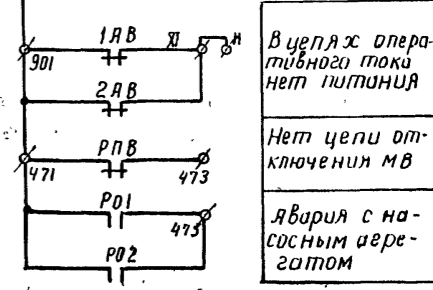 1АВ
XI
н
901
2АВ
В цепях опера-
тивного тока
нет питания
РПВ
471
473
Нет цепи от-
ключения МВ
РО1
473
РО2
Авария с на-
сосным агре-
гатом